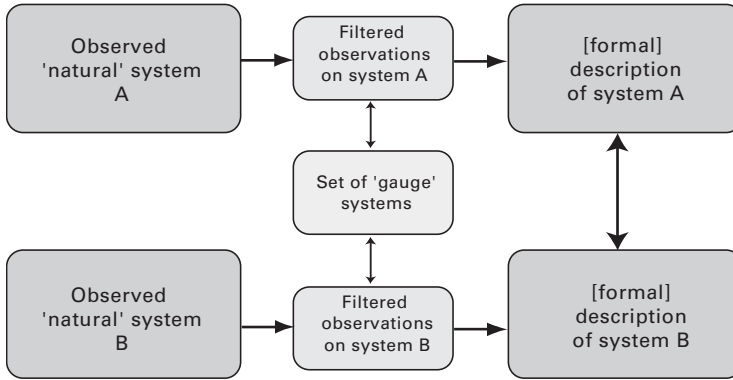 Observed
'natural' system
A
Filtered
observations
on system A
[formal]
description
of system A
Set of 'gauge'
systems
Observed
'natural' system
B
Filtered
observations
on system B
[formal]
description
of system B